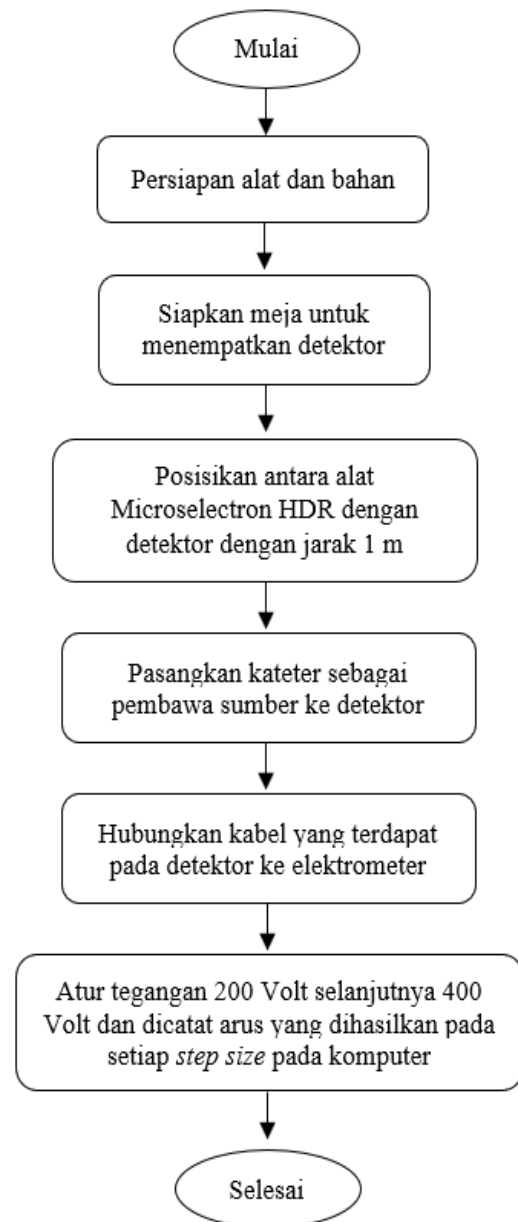 Mulai
Persiapan alat dan bahan
Siapkan meja untuk
menempatkan detektor
Posisikan antara alat
Microselectron HDR dengan
detektor dengan jarak 1 m
Pasangkan kateter sebagai
pembawa sumber ke detektor
Hubungkan kabel yang terdapat
pada detektor ke elektrometer
Atur tegangan 200 Volt selanjutnya 400
Volt dan dicatat arus yang dihasilkan pada
setiap step size pada komputer
Selesai